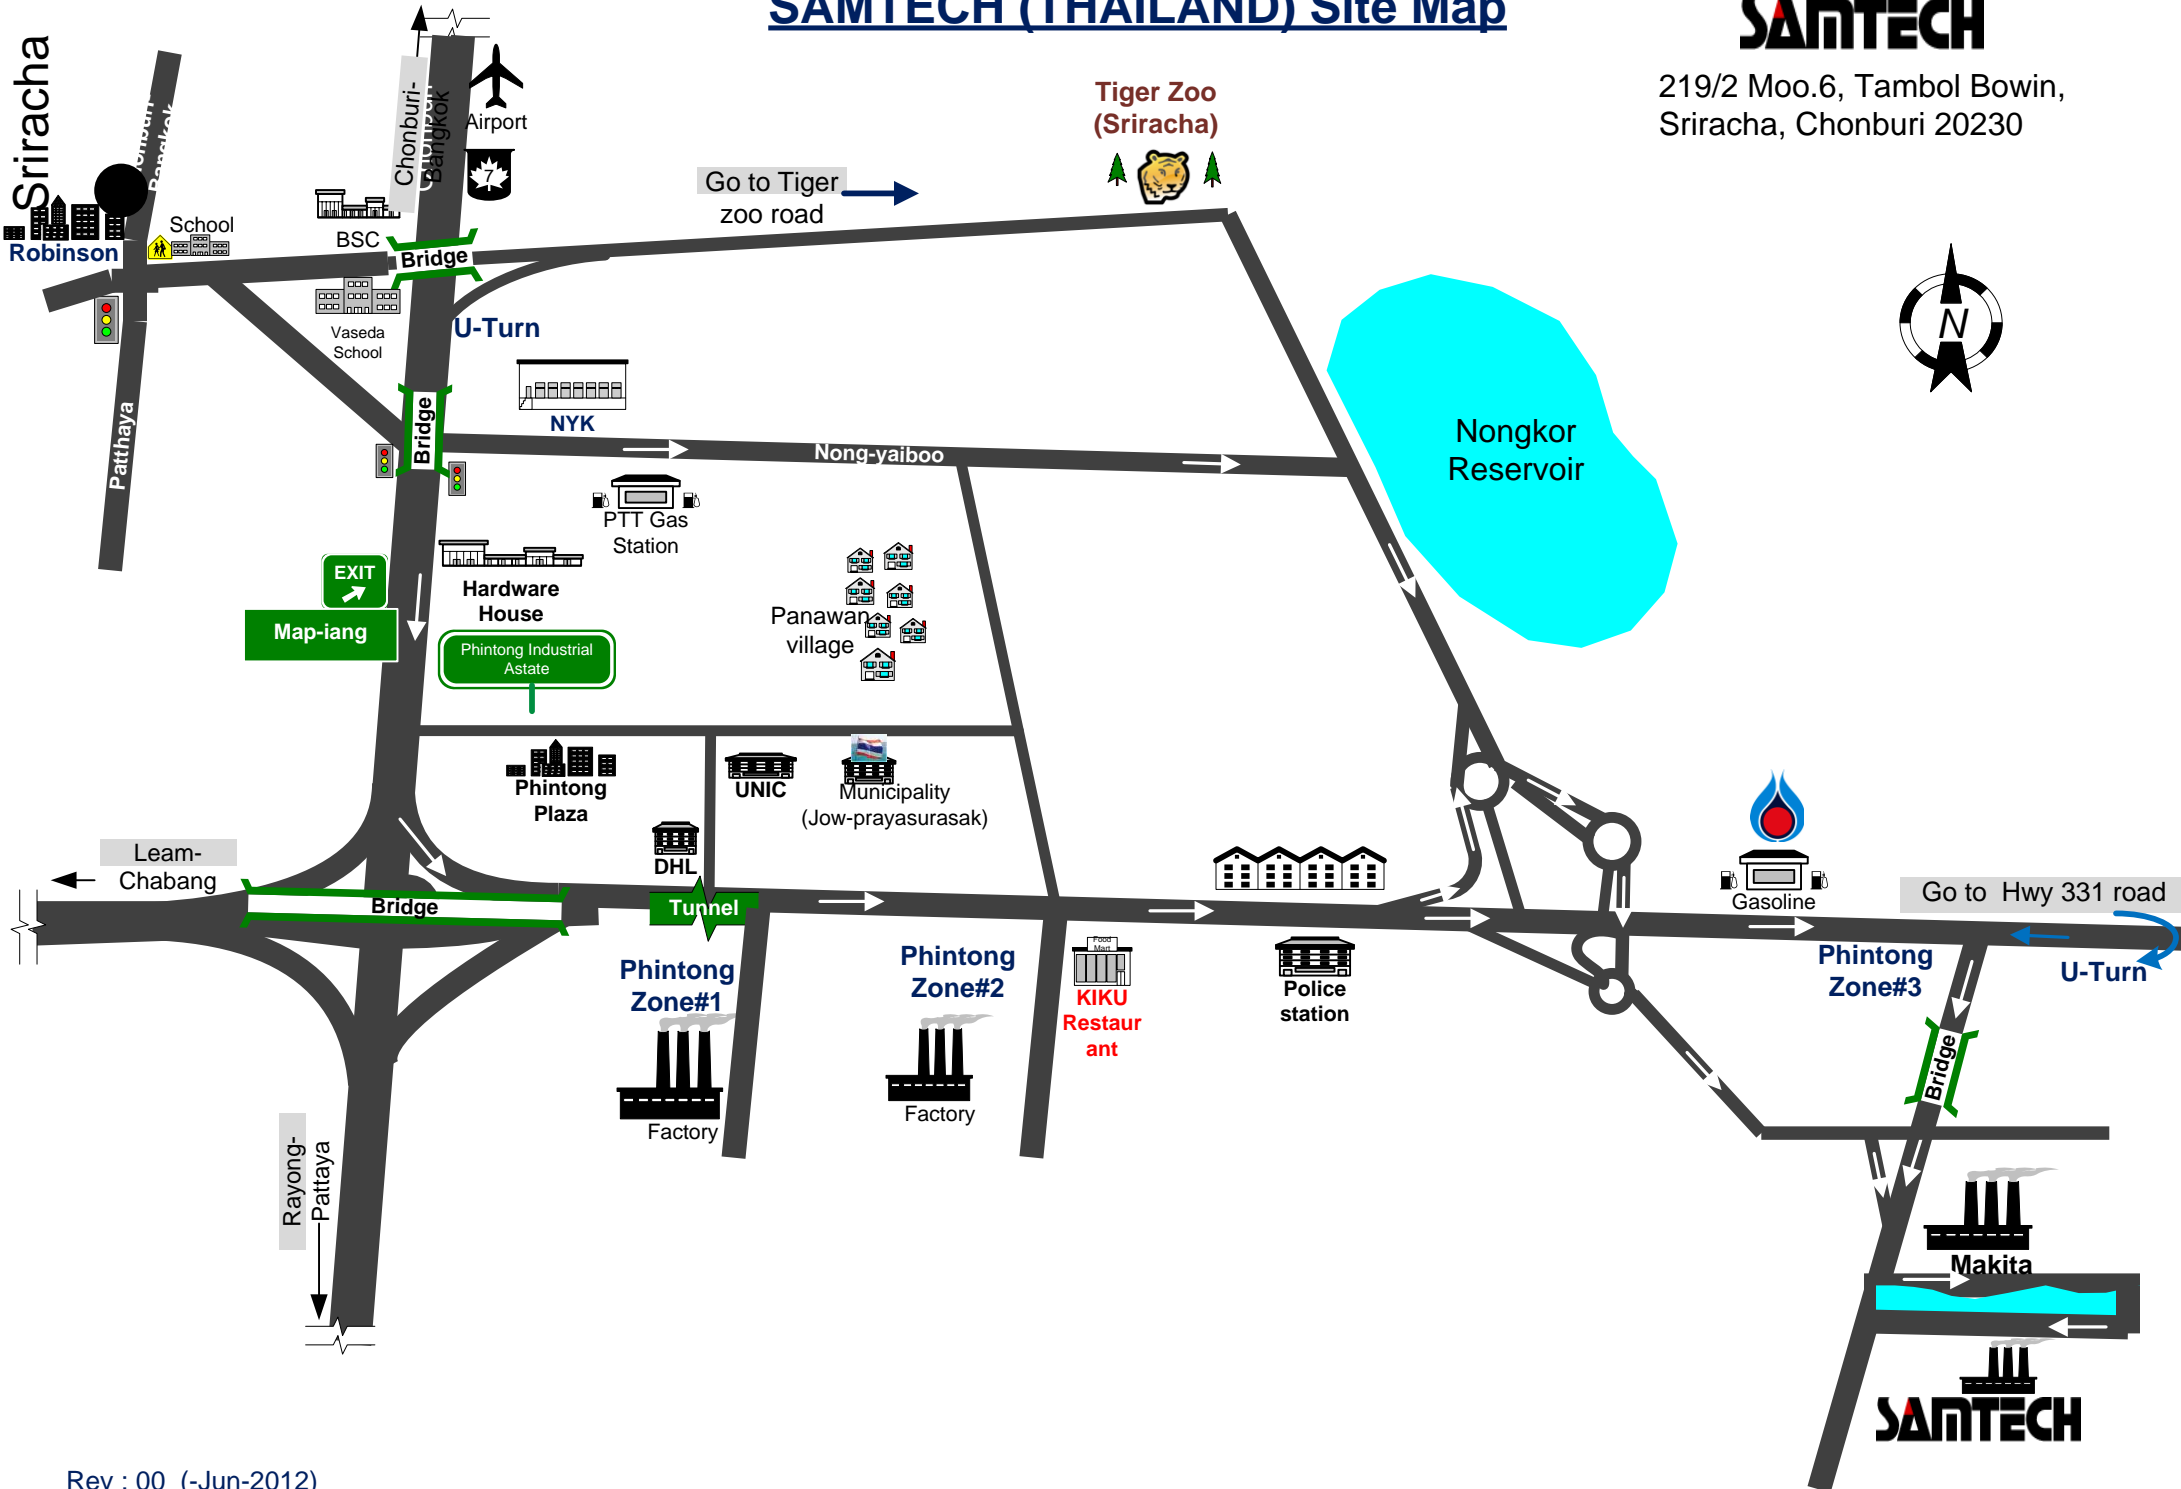 SAMTECH (THAILAND) Site Map
SAMTECH
219/2 Moo.6, Tambol Bowin,
Sriracha, Chonburi 20230
Sriracha
Chonburi-
Bangkok
Airport
7
Tiger Zoo
(Sriracha)
Go to Tiger
zoo road
School
Robinson
BSC
Bridge
Vaseda
School
U-Turn
N
Patthaya
Bridge
NYK
Nong-yaiboo
Nongkor
Reservoir
PTT Gas
Station
EXIT
Map-iang
Hardware
House
Phintong Industrial
Astate
Panawan
village
Phintong
Plaza
UNIC
Municipality
(Jow-prayasurasak)
DHL
Leam-
Chabang
Bridge
Tunnel
Gasoline
Go to Hwy 331 road
Phintong
Zone#1
Phintong
Zone#2
Food
Mart
KIKU
Restaur
ant
Police
station
Phintong
Zone#3
U-Turn
Bridge
Factory
Factory
Rayong-
Pattaya
Makita
SAMTECH
Rev : 00 (-Jun-2012)